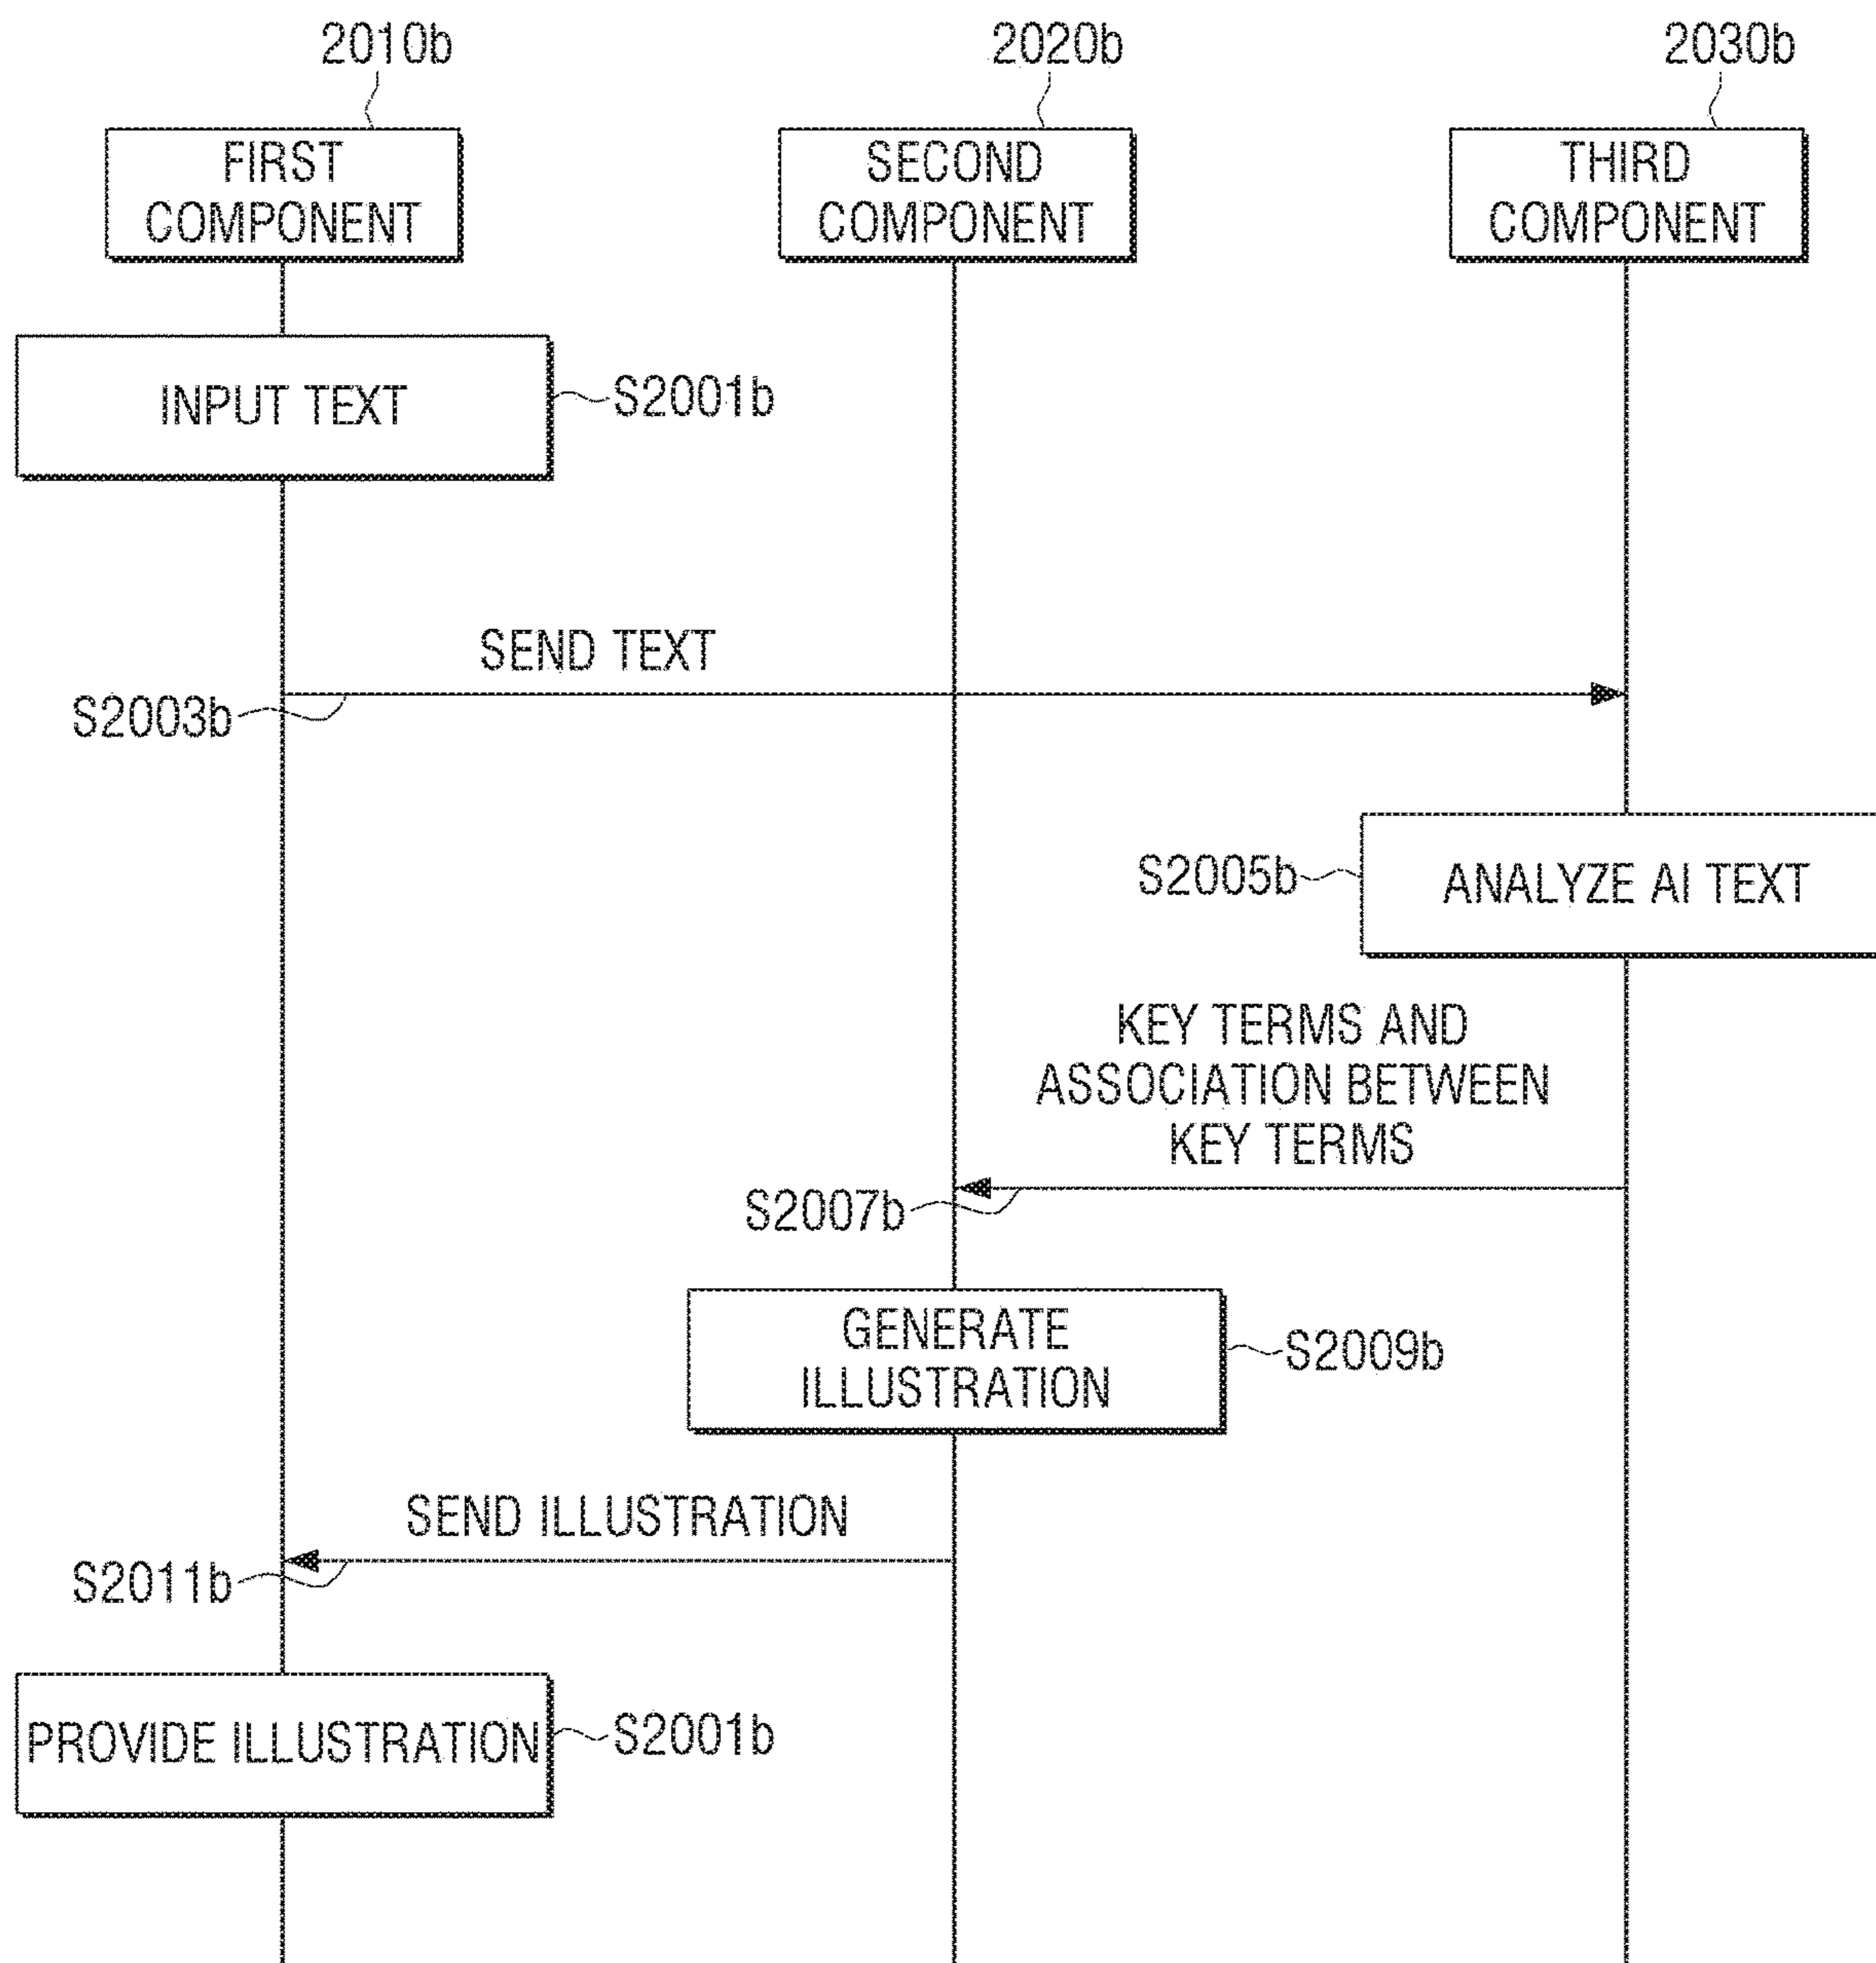 2010b
2020b
2030b
FIRST
COMPONENT
SECOND
COMPONENT
THIRD
COMPONENT
INPUT TEXT
S2001b
SEND TEXT
S2003b
S2005b
ANALYZE AI TEXT
KEY TERMS AND
ASSOCIATION BETWEEN
KEY TERMS
S2007b
GENERATE
ILLUSTRATION
S2009b
SEND ILLUSTRATION
S2011b
PROVIDE ILLUSTRATION
S2001b